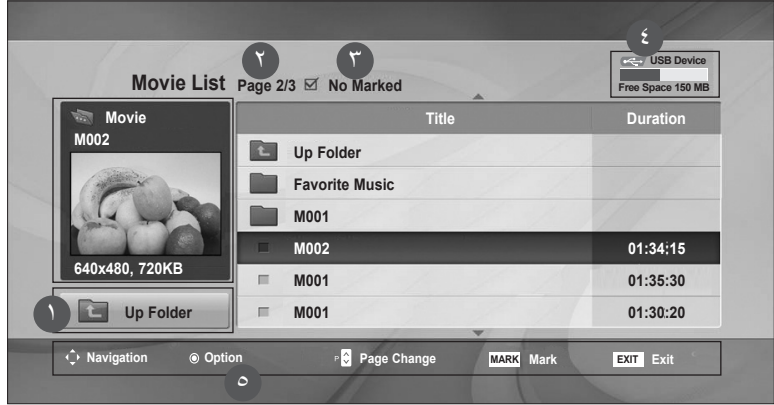 ٤
USB Device
Free Space 150 MB
٢ ٣
Movie List Page 2/3 ☑ No Marked
Movie
M002
640x480, 720KB
١ Up Folder
Title Duration
Up Folder
Favorite Music
M001
M002 01:34:15
M001 01:35:30
M001 01:30:20
Navigation Option P Page Change MARK Mark EXIT Exit
٥